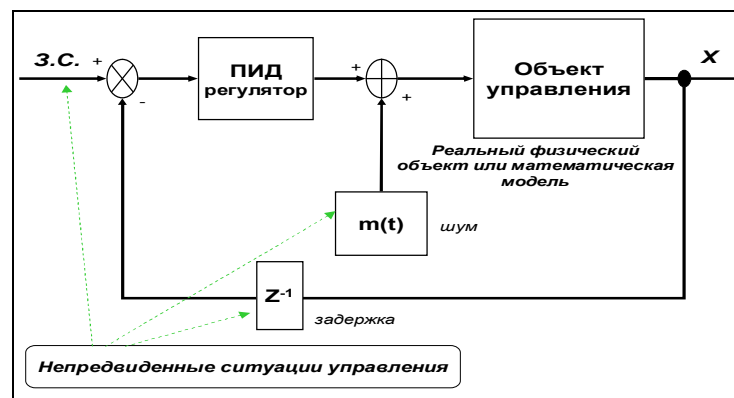 З.С.
+
-
ПИД
регулятор
+
+
Объект
управления
X
Реальный физический
объект или математическая
модель
m(t)
шум
Z-1
задержка
Непредвиденные ситуации управления